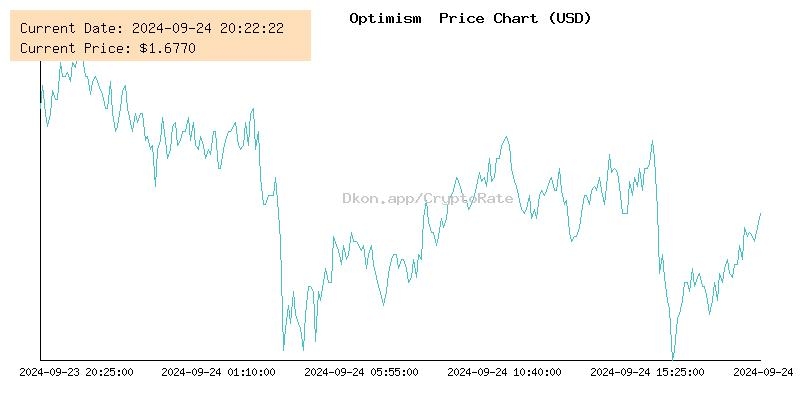 Optimism  Price Chart (USD)
Current Date: 2024-09-24 20:22:22
Current Price: $1.6770
Dkon.app/CryptoRate
2024-09-23 20:25:00 2024-09-24 01:10:00 2024-09-24 05:55:00 2024-09-24 10:40:00 2024-09-24 15:25:00 2024-09-24